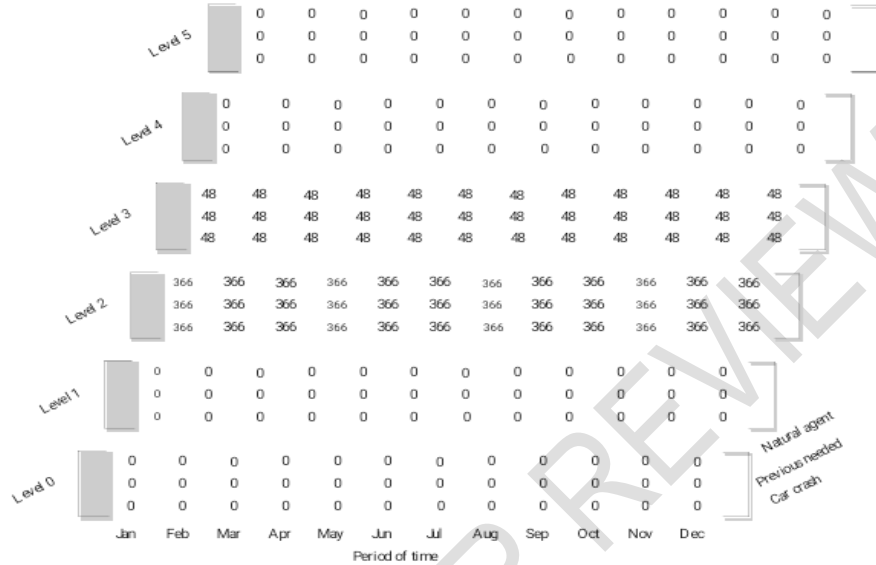 Level 5
0 0 0 0 0 0 0 0 0 0 0 0
0 0 0 0 0 0 0 0 0 0 0 0
0 0 0 0 0 0 0 0 0 0 0 0
Level 4
0 0 0 0 0 0 0 0 0 0 0 0
0 0 0 0 0 0 0 0 0 0 0 0
0 0 0 0 0 0 0 0 0 0 0 0
Level 3
48 48 48 48 48 48 48 48 48 48 48 48
48 48 48 48 48 48 48 48 48 48 48 48
48 48 48 48 48 48 48 48 48 48 48 48
Level 2
366 366 366 366 366 366 366 366 366 366 366 366
366 366 366 366 366 366 366 366 366 366 366 366
366 366 366 366 366 366 366 366 366 366 366 366
Level 1
0 0 0 0 0 0 0 0 0 0 0 0
0 0 0 0 0 0 0 0 0 0 0 0
0 0 0 0 0 0 0 0 0 0 0 0
Level 0
0 0 0 0 0 0 0 0 0 0 0 0
0 0 0 0 0 0 0 0 0 0 0 0
0 0 0 0 0 0 0 0 0 0 0 0
Natural agent
Previous needed
Car crash
Jan Feb Mar Apr May Jun Jul Aug Sep Oct Nov Dec
Period of time
REVIEW